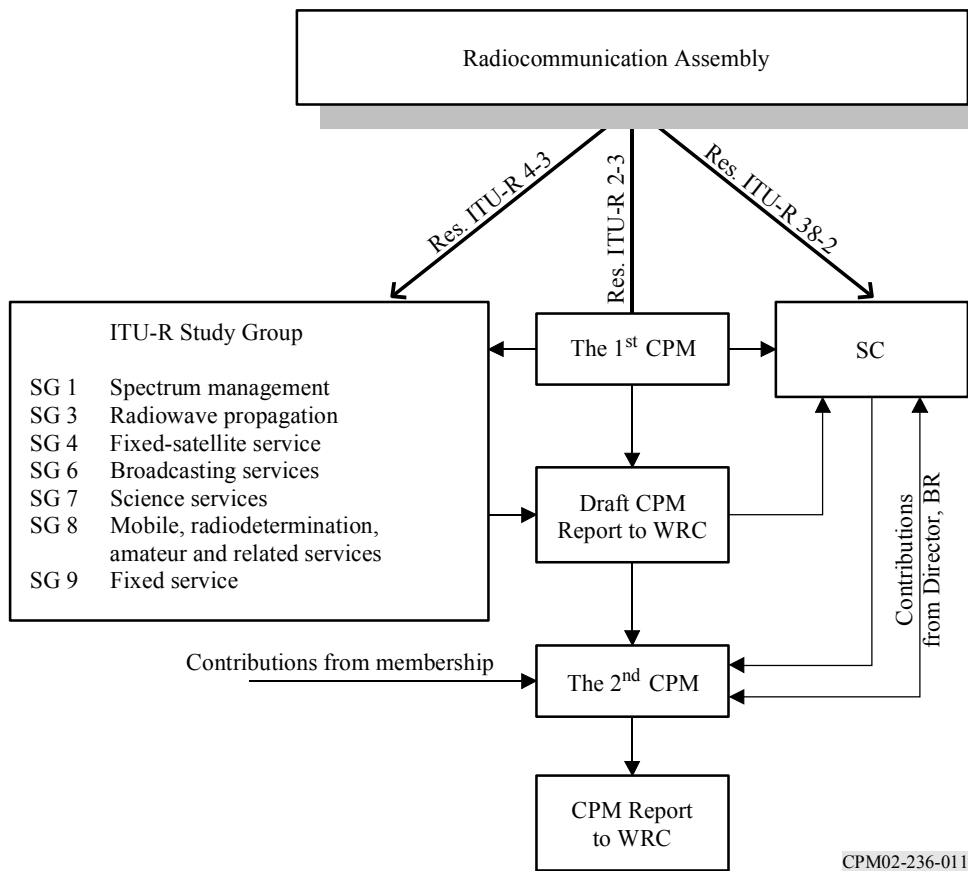 Radiocommunication Assembly
Res. ITU-R 4-3
Res. ITU-R 2-3
Res. ITU-R 38-2
ITU-R Study Group
SG 1 Spectrum management
SG 3 Radiowave propagation
SG 4 Fixed-satellite service
SG 6 Broadcasting services
SG 7 Science services
SG 8 Mobile, radiodetermination,
amateur and related services
SG 9 Fixed service
The 1st CPM
SC
Draft CPM
Report to WRC
Contributions
from Director, BR
Contributions from membership
The 2nd CPM
CPM Report
to WRC
CPM02-236-011